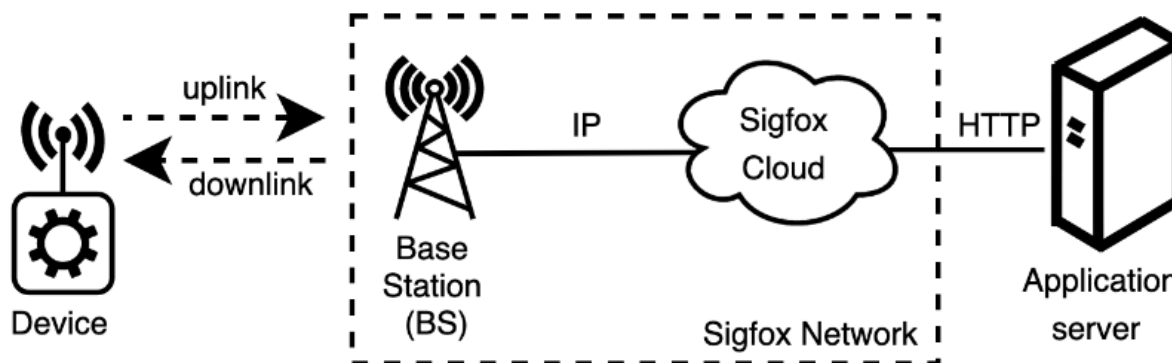 uplink
downlink
Device
Base
Station
(BS)
IP
Sigfox
Cloud
Sigfox Network
HTTP
Application
server